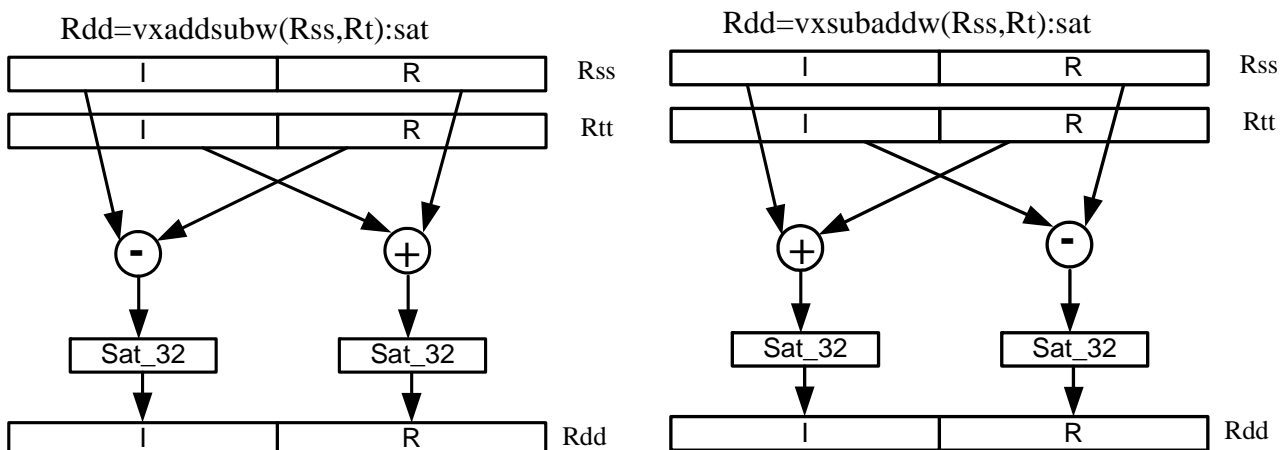 Rdd=vxaddsubw(Rss,Rt):sat
I R Rss
I R Rtt
- +
Sat_32 Sat_32
I R Rdd
Rdd=vxsubaddw(Rss,Rt):sat
I R Rss
I R Rtt
+ -
Sat_32 Sat_32
I R Rdd